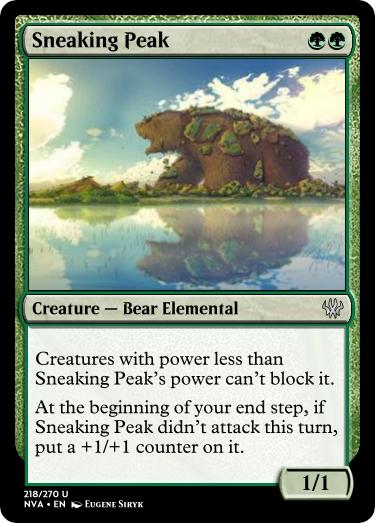 Sneaking Peak
Creature — Bear Elemental
Creatures with power less than
Sneaking Peak's power can't block it.
At the beginning of your end step, if
Sneaking Peak didn't attack this turn,
put a +1/+1 counter on it.
1/1
218/270 U
NVA • EN Eugene Siryk